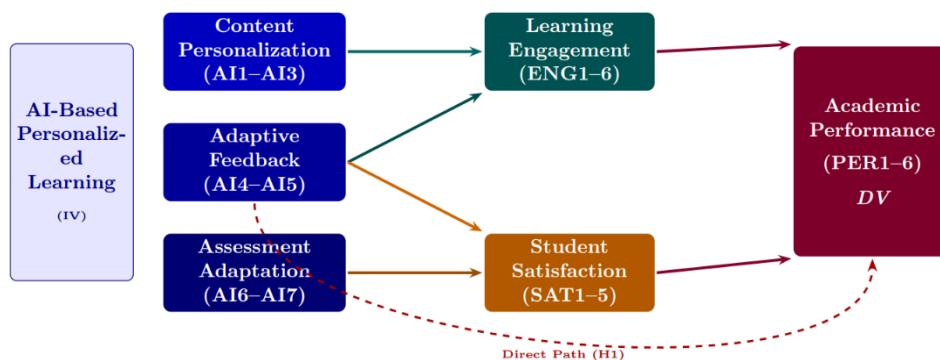 AI-Based
Personaliz-
ed
Learning
(IV)
Content
Personalization
(AI1–AI3)
Adaptive
Feedback
(AI4–AI5)
Assessment
Adaptation
(AI6–AI7)
Learning
Engagement
(ENG1–6)
Student
Satisfaction
(SAT1–5)
Academic
Performance
(PER1–6)
DV
Direct Path (H1)